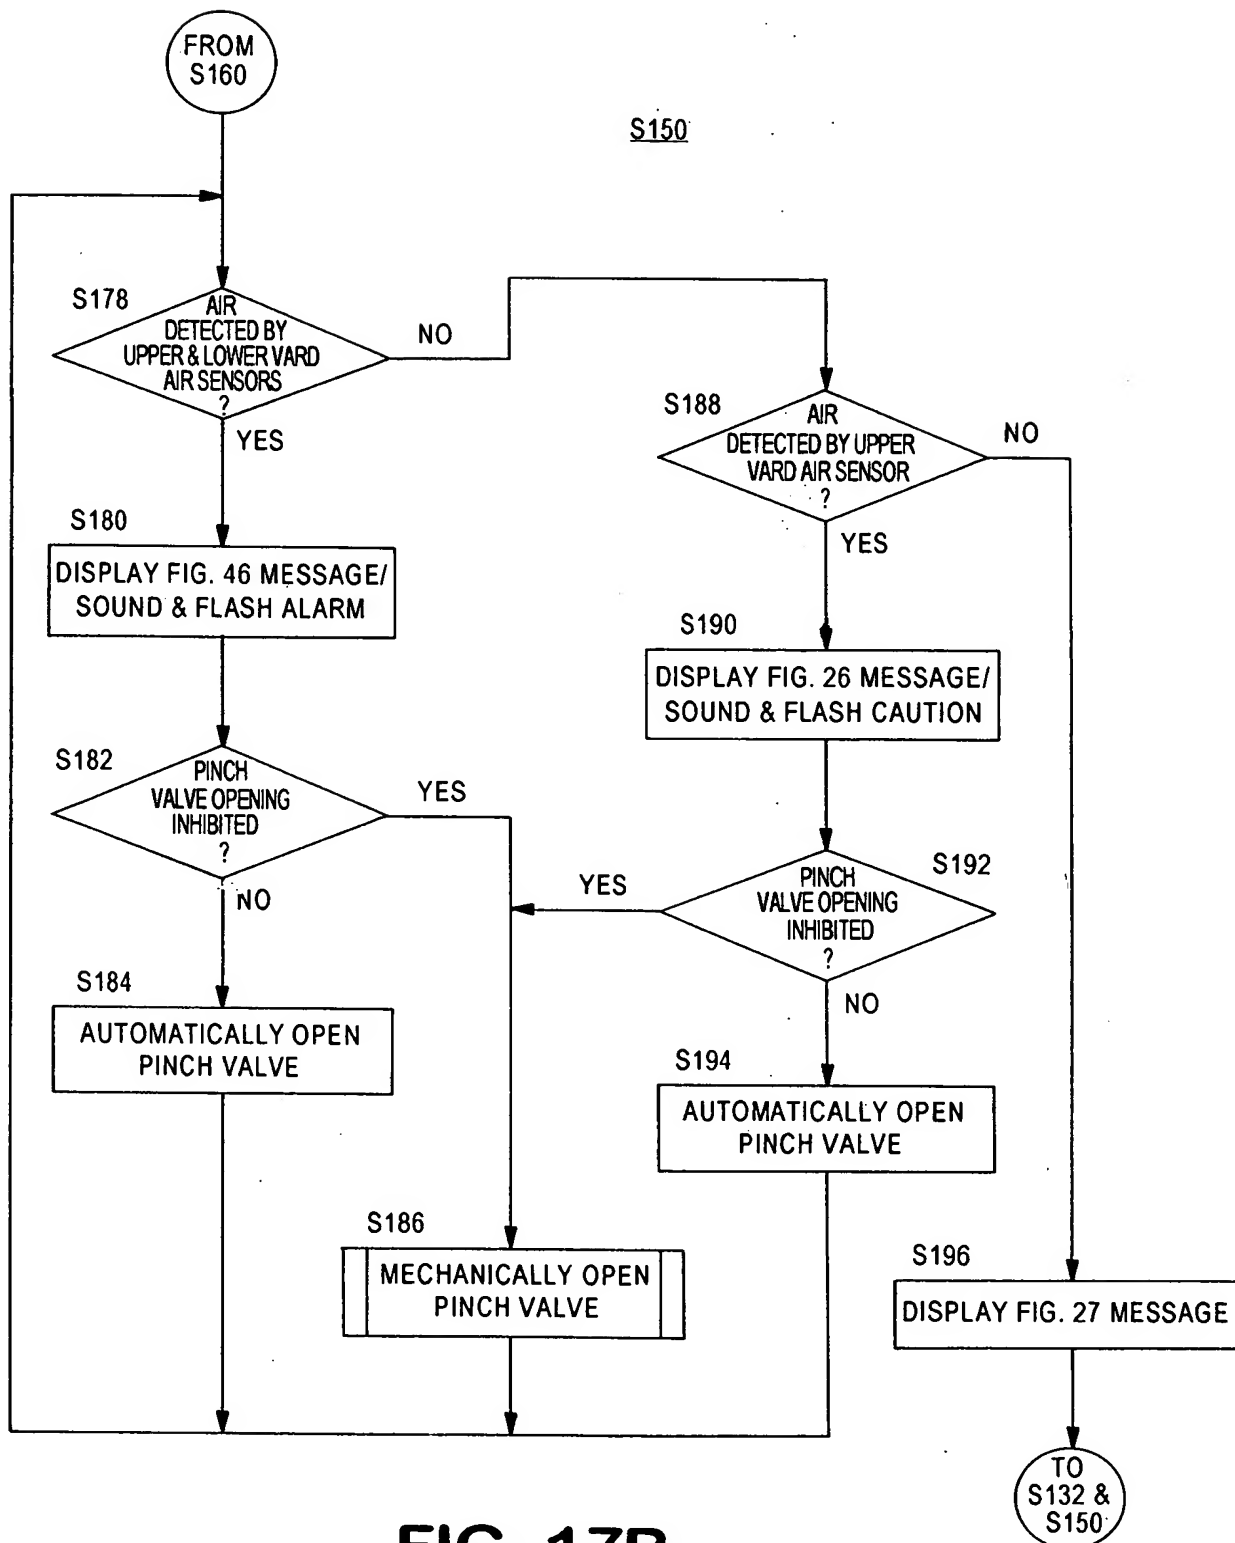 FROM
S160
S150
S178
AIR
DETECTED BY
UPPER & LOWER VARD
AIR SENSORS
?
NO
YES
S188
AIR
DETECTED BY UPPER
VARD AIR SENSOR
?
NO
YES
S180
DISPLAY FIG. 46 MESSAGE/
SOUND & FLASH ALARM
S190
DISPLAY FIG. 26 MESSAGE/
SOUND & FLASH CAUTION
S182
PINCH
VALVE OPENING
INHIBITED
?
YES
NO
S192
PINCH
VALVE OPENING
INHIBITED
?
YES
NO
S184
AUTOMATICALLY OPEN
PINCH VALVE
S194
AUTOMATICALLY OPEN
PINCH VALVE
S186
MECHANICALLY OPEN
PINCH VALVE
S196
DISPLAY FIG. 27 MESSAGE
TO
S132 &
S150
FIG. 17B